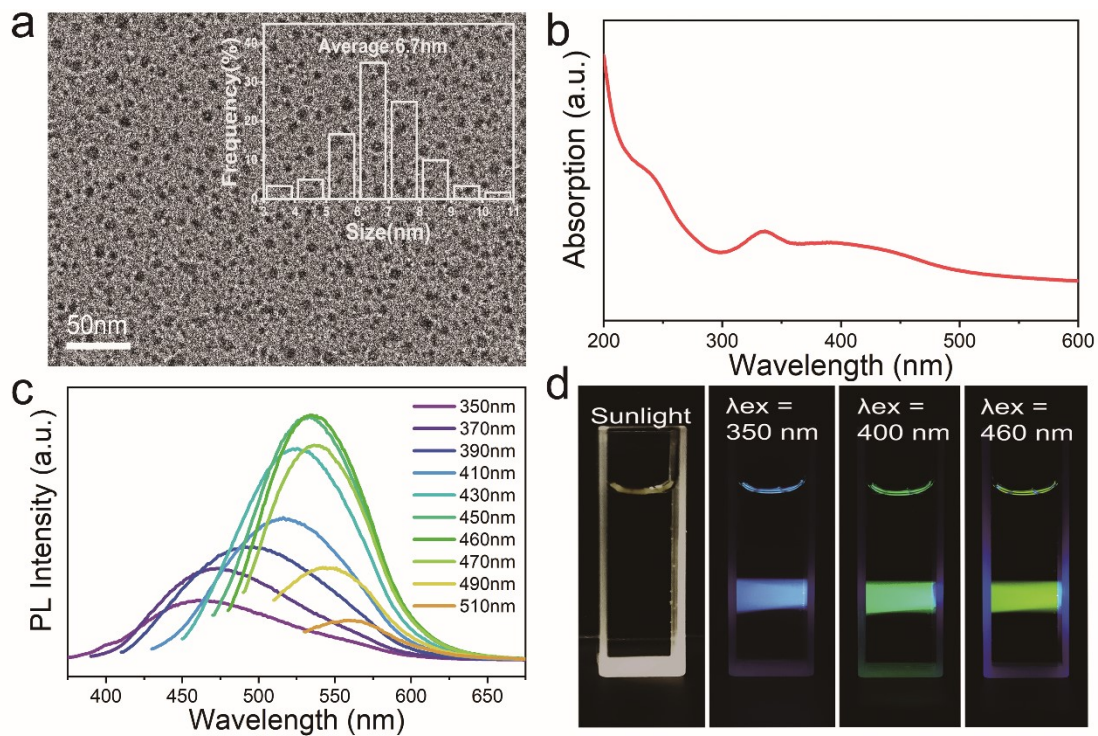 a
Average:6.7nm
Frequency(%)
40
30
20
10
0
3 4 5 6 7 8 9 10 11
Size(nm)
50nm
b
Absorption (a.u.)
200 300 400 500 600
Wavelength (nm)
c
PL Intensity (a.u.)
350nm
370nm
390nm
410nm
430nm
450nm
460nm
470nm
490nm
510nm
400 450 500 550 600 650
Wavelength (nm)
d
Sunlight
λex =
350 nm
λex =
400 nm
λex =
460 nm